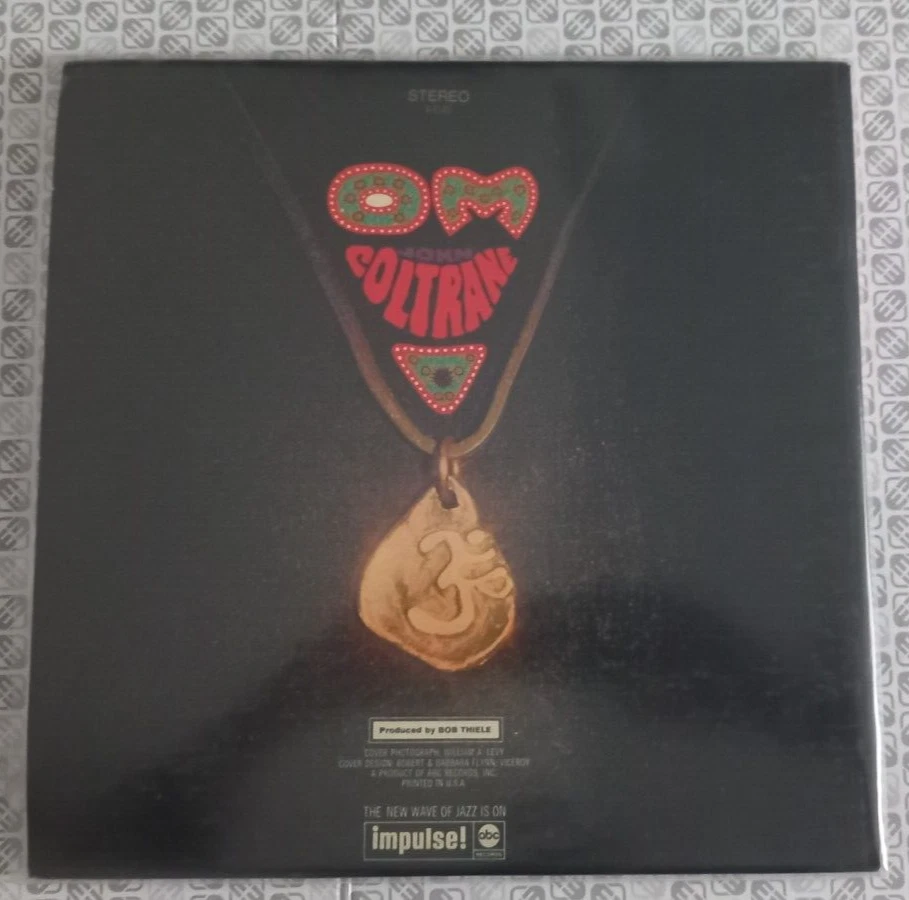 STEREO
OM
JOHN
COLTRANE
ॐ
Produced by BOB THIELE
COVER PHOTOGRAPH: WILLIAM A. LEVY
COVER DESIGN: ROBERT & BARBARA FLYNN/VICEROY
A PRODUCT OF ABC RECORDS, INC.
PRINTED IN U.S.A.
THE NEW WAVE OF JAZZ IS ON
impulse!
abc
RECORDS